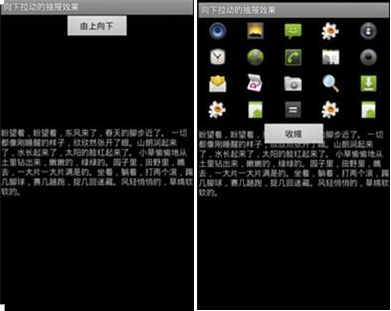 向下拉动的抽屉效果
由上向下
盼望着，盼望着，东风来了，春天的脚步近了。 一切
都像刚睡醒的样子，欣欣然张开了眼。山朗润起来
了，水长起来了，太阳的脸红起来了。 小草偷偷地从
土里钻出来，嫩嫩的，绿绿的。园子里，田野里，瞧
去，一大片一大片满是的。坐着，躺着，打两个滚，踢
几脚球，赛几趟跑，捉几回迷藏。风轻悄悄的，草绵软
软的。
向下拉动的抽屉效果
收缩
盼望着，盼望着，东风来了，春天的脚步近了。 一切
都像刚睡醒的样子，欣欣然张开了眼。山朗润起来
了，水长起来了，太阳的脸红起来了。 小草偷偷地从
土里钻出来，嫩嫩的，绿绿的。园子里，田野里，瞧
去，一大片一大片满是的。坐着，躺着，打两个滚，踢
几脚球，赛几趟跑，捉几回迷藏。风轻悄悄的，草绵软
软的。